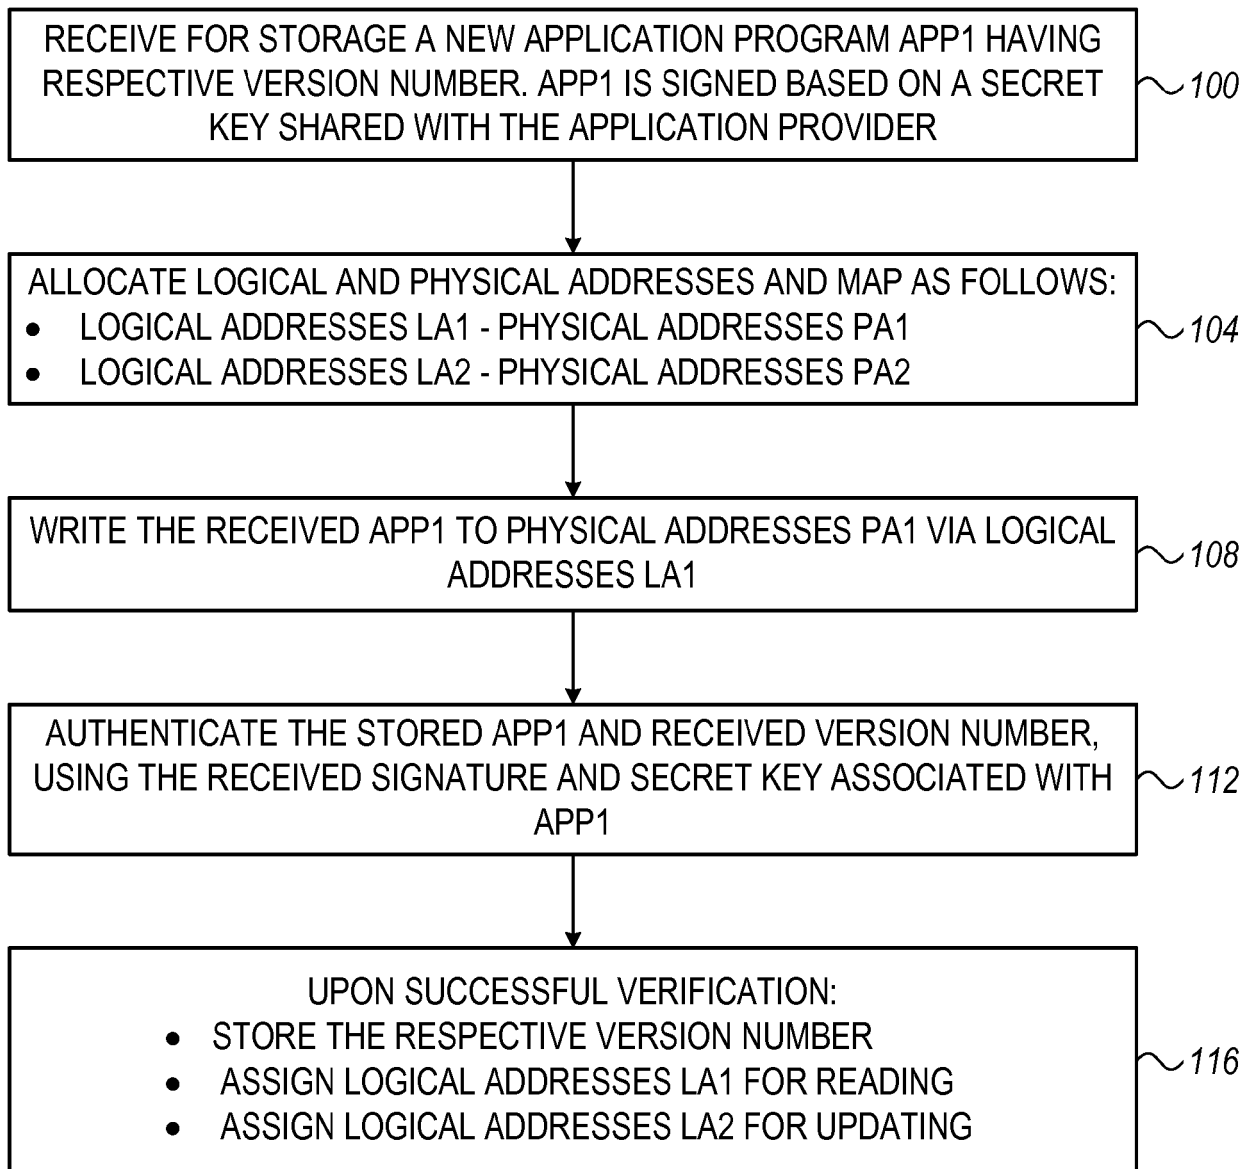 RECEIVE FOR STORAGE A NEW APPLICATION PROGRAM APP1 HAVING
RESPECTIVE VERSION NUMBER. APP1 IS SIGNED BASED ON A SECRET
KEY SHARED WITH THE APPLICATION PROVIDER
100
ALLOCATE LOGICAL AND PHYSICAL ADDRESSES AND MAP AS FOLLOWS:
• LOGICAL ADDRESSES LA1 - PHYSICAL ADDRESSES PA1
• LOGICAL ADDRESSES LA2 - PHYSICAL ADDRESSES PA2
104
WRITE THE RECEIVED APP1 TO PHYSICAL ADDRESSES PA1 VIA LOGICAL
ADDRESSES LA1
108
AUTHENTICATE THE STORED APP1 AND RECEIVED VERSION NUMBER,
USING THE RECEIVED SIGNATURE AND SECRET KEY ASSOCIATED WITH
APP1
112
UPON SUCCESSFUL VERIFICATION:
• STORE THE RESPECTIVE VERSION NUMBER
• ASSIGN LOGICAL ADDRESSES LA1 FOR READING
• ASSIGN LOGICAL ADDRESSES LA2 FOR UPDATING
116